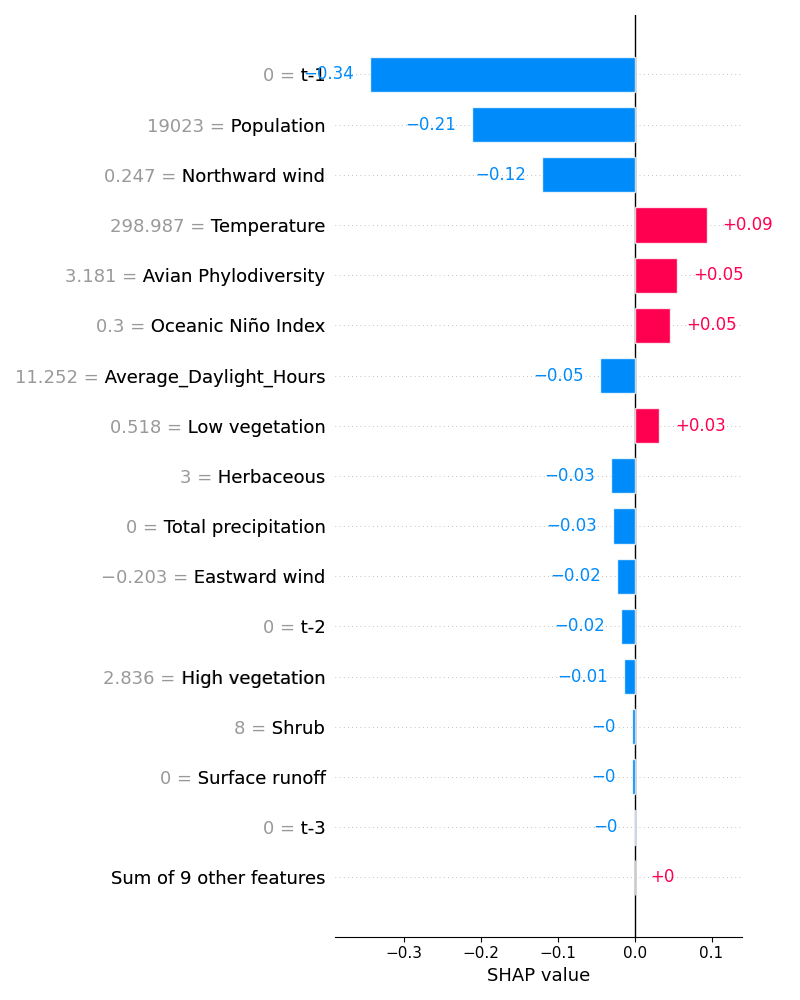 0 = t-1 −0.34
19023 = Population −0.21
0.247 = Northward wind −0.12
298.987 = Temperature +0.09
3.181 = Avian Phylodiversity +0.05
0.3 = Oceanic Niño Index +0.05
11.252 = Average_Daylight_Hours −0.05
0.518 = Low vegetation +0.03
3 = Herbaceous −0.03
0 = Total precipitation −0.03
−0.203 = Eastward wind −0.02
0 = t-2 −0.02
2.836 = High vegetation −0.01
8 = Shrub −0
0 = Surface runoff −0
0 = t-3 −0
Sum of 9 other features +0
−0.3 −0.2 −0.1 0.0 0.1
SHAP value